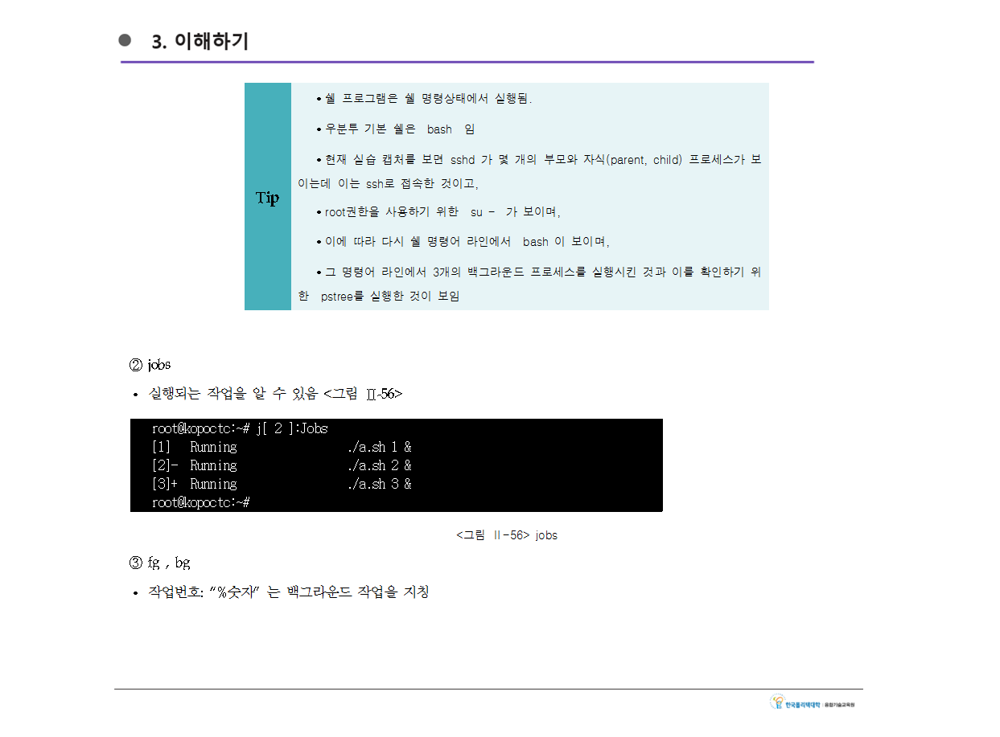 ● 3. 이해하기
Tip
•쉘 프로그램은 쉘 명령상태에서 실행됨.
•우분투 기본 쉘은 bash 임
•현재 실습 캡처를 보면 sshd 가 몇 개의 부모와 자식(parent, child) 프로세스가 보
이는데 이는 ssh로 접속한 것이고,
•root권한을 사용하기 위한 su - 가 보이며,
•이에 따라 다시 쉘 명령어 라인에서 bash 이 보이며,
•그 명령어 라인에서 3개의 백그라운드 프로세스를 실행시킨 것과 이를 확인하기 위
한 pstree를 실행한 것이 보임
② jobs
• 실행되는 작업을 알 수 있음 <그림 Ⅱ-56>
root@kopoctc:~# j[ 2 ]:Jobs
[1] Running ./a.sh 1 &
[2]- Running ./a.sh 2 &
[3]+ Running ./a.sh 3 &
root@kopoctc:~#
<그림 Ⅱ-56> jobs
③ fg , bg
• 작업번호: “%숫자” 는 백그라운드 작업을 지칭
한국폴리텍대학 | 융합기술교육원